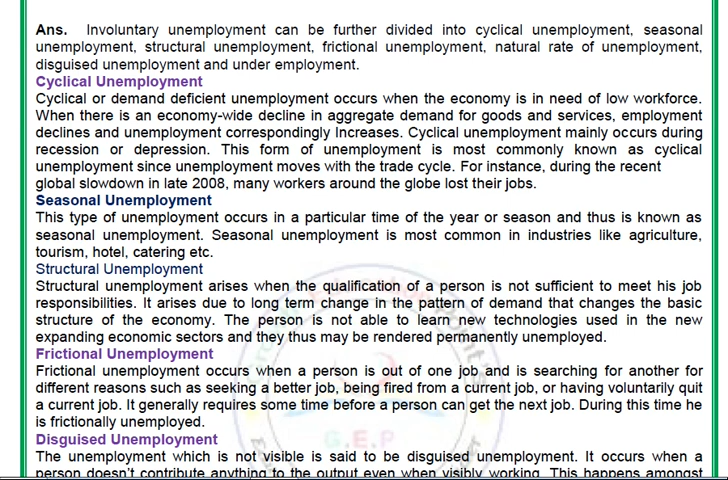 Ans. Involuntary unemployment can be further divided into cyclical unemployment, seasonal
unemployment, structural unemployment, frictional unemployment, natural rate of unemployment,
disguised unemployment and under employment.
Cyclical Unemployment
Cyclical or demand deficient unemployment occurs when the economy is in need of low workforce.
When there is an economy-wide decline in aggregate demand for goods and services, employment
declines and unemployment correspondingly Increases. Cyclical unemployment mainly occurs during
recession or depression. This form of unemployment is most commonly known as cyclical
unemployment since unemployment moves with the trade cycle. For instance, during the recent
global slowdown in late 2008, many workers around the globe lost their jobs.
Seasonal Unemployment
This type of unemployment occurs in a particular time of the year or season and thus is known as
seasonal unemployment. Seasonal unemployment is most common in industries like agriculture,
tourism, hotel, catering etc.
Structural Unemployment
Structural unemployment arises when the qualification of a person is not sufficient to meet his job
responsibilities. It arises due to long term change in the pattern of demand that changes the basic
structure of the economy. The person is not able to learn new technologies used in the new
expanding economic sectors and they thus may be rendered permanently unemployed.
Frictional Unemployment
Frictional unemployment occurs when a person is out of one job and is searching for another for
different reasons such as seeking a better job, being fired from a current job, or having voluntarily quit
a current job. It generally requires some time before a person can get the next job. During this time he
is frictionally unemployed.
Disguised Unemployment
G.E.P
The unemployment which is not visible is said to be disguised unemployment. It occurs when a
person doesn't contribute anything to the output even when visibly working. This happens amongst